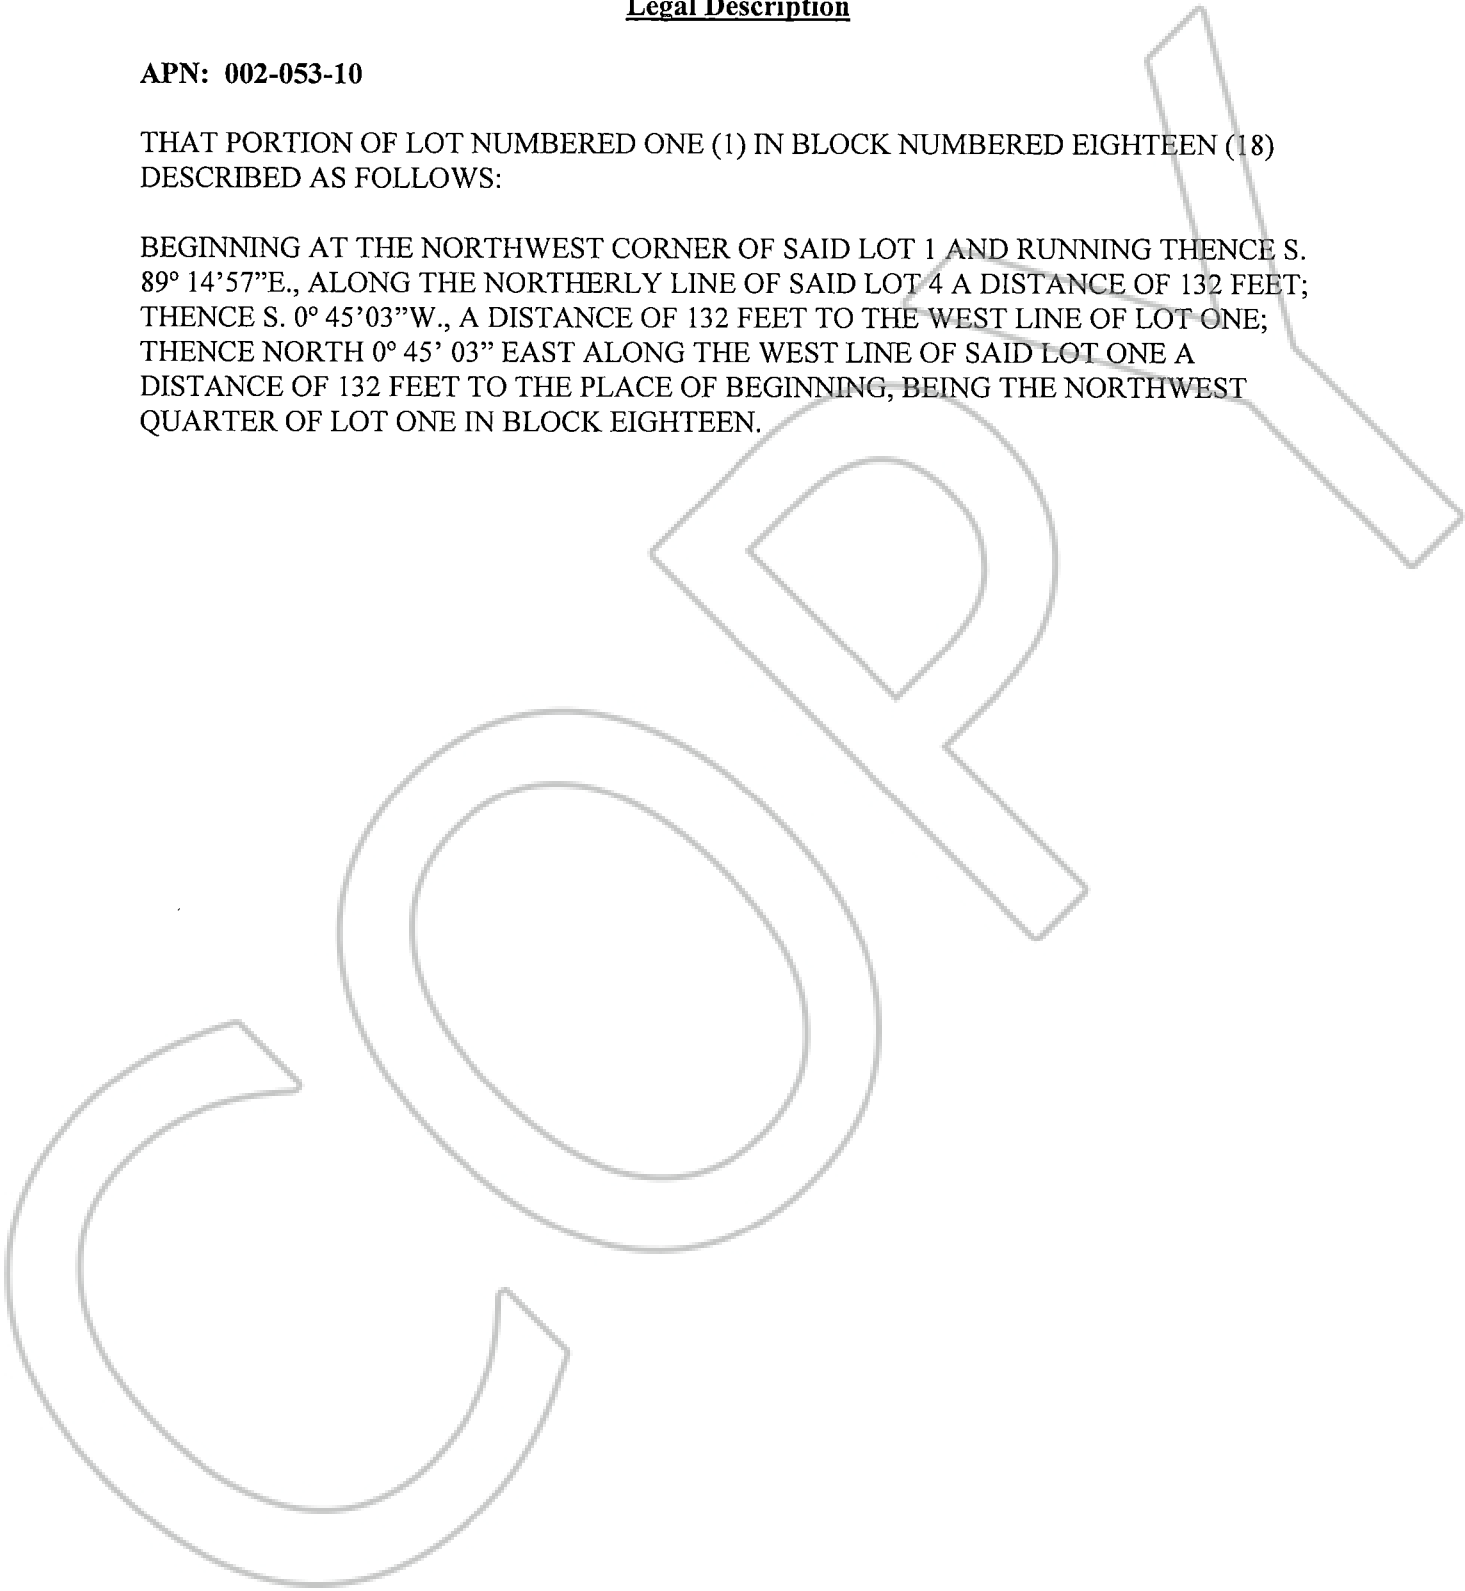 Legal Description
APN: 002-053-10
THAT PORTION OF LOT NUMBERED ONE (1) IN BLOCK NUMBERED EIGHTEEN (18)
DESCRIBED AS FOLLOWS:
BEGINNING AT THE NORTHWEST CORNER OF SAID LOT 1 AND RUNNING THENCE S.
89º 14’57”E., ALONG THE NORTHERLY LINE OF SAID LOT 4 A DISTANCE OF 132 FEET;
THENCE S. 0º 45’03”W., A DISTANCE OF 132 FEET TO THE WEST LINE OF LOT ONE;
THENCE NORTH 0º 45’ 03” EAST ALONG THE WEST LINE OF SAID LOT ONE A
DISTANCE OF 132 FEET TO THE PLACE OF BEGINNING, BEING THE NORTHWEST
QUARTER OF LOT ONE IN BLOCK EIGHTEEN.
COPY